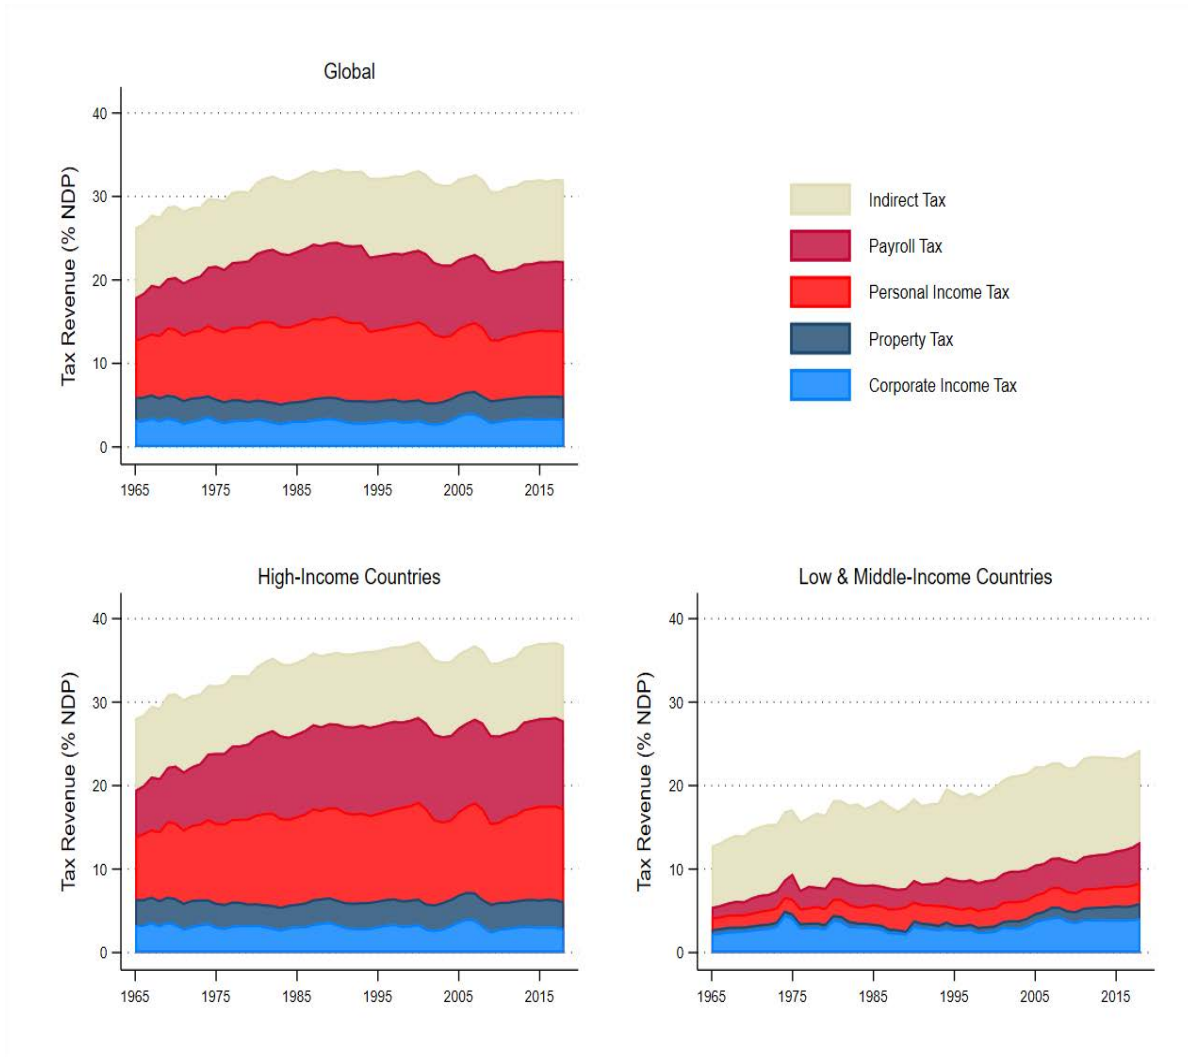 Global
Tax Revenue (% NDP)
40
30
20
10
0
1965 1975 1985 1995 2005 2015
Indirect Tax
Payroll Tax
Personal Income Tax
Property Tax
Corporate Income Tax
High-Income Countries
Tax Revenue (% NDP)
40
30
20
10
0
1965 1975 1985 1995 2005 2015
Low & Middle-Income Countries
Tax Revenue (% NDP)
40
30
20
10
0
1965 1975 1985 1995 2005 2015